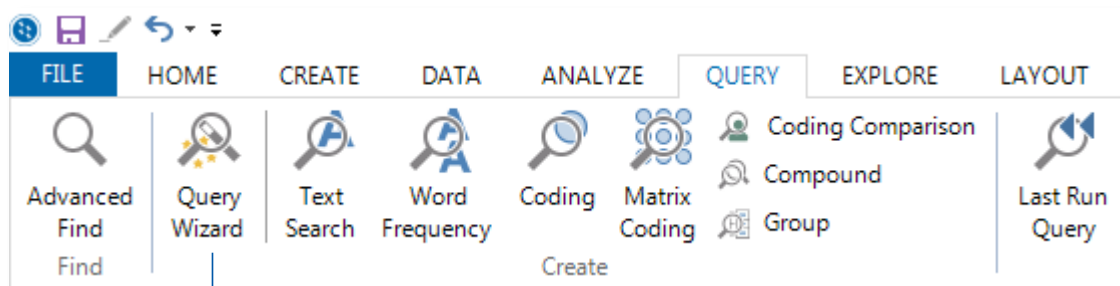 FILE HOME CREATE DATA ANALYZE QUERY EXPLORE LAYOUT
Advanced
Find
Query
Wizard
Text
Search
Word
Frequency
Coding
Matrix
Coding
Coding Comparison
Compound
Group
Last Run
Query
Find
Create